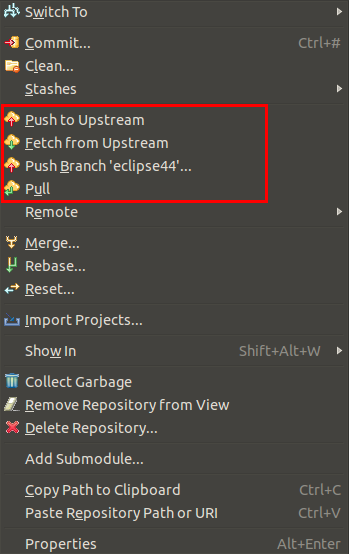 Switch To
Commit... Ctrl+#
Clean...
Stashes
Push to Upstream
Fetch from Upstream
Push Branch 'eclipse44'...
Pull
Remote
Merge...
Rebase...
Reset...
Import Projects...
Show In Shift+Alt+W
Collect Garbage
Remove Repository from View
Delete Repository...
Add Submodule...
Copy Path to Clipboard Ctrl+C
Paste Repository Path or URI Ctrl+V
Properties Alt+Enter